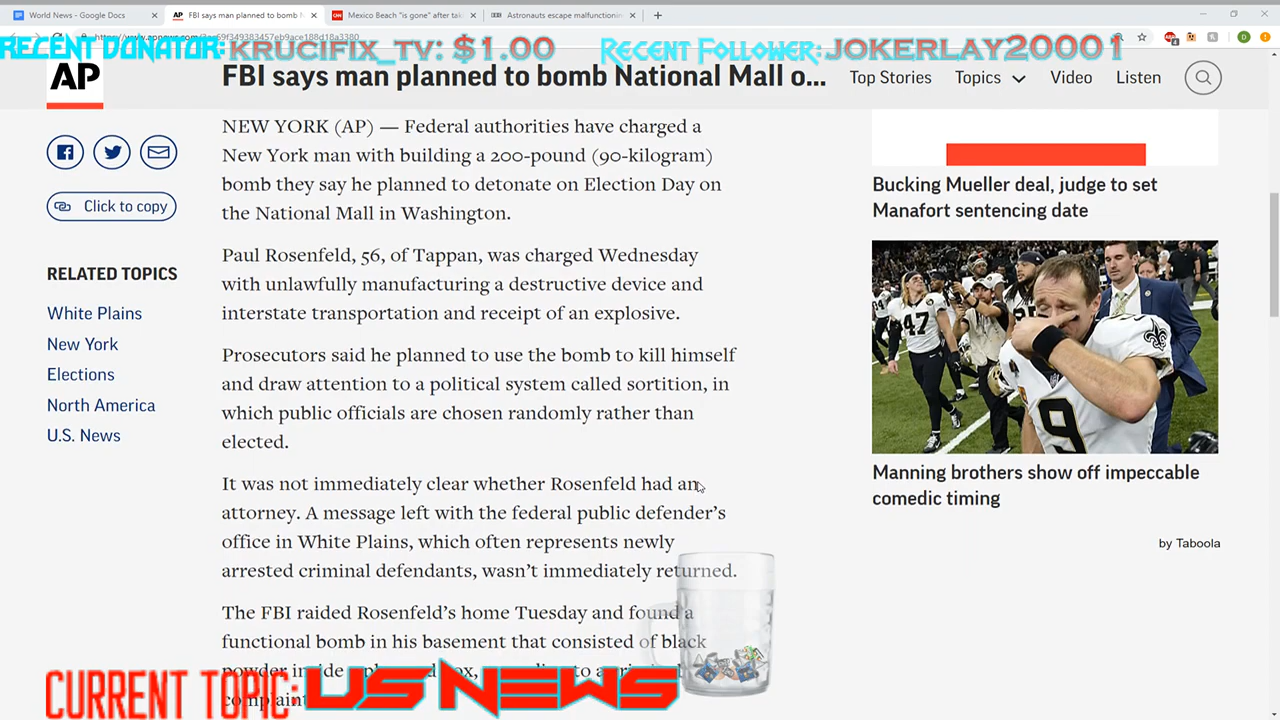 World News - Google Docs
FBI says man planned to bomb N
Mexico Beach "is gone" after tak
Astronauts escape malfunctionin
RECENT DONATOR: KRUCIFIX_TV: $1.00
RECENT FOLLOWER: JOKERLAY20001
AP
FBI says man planned to bomb National Mall o...
Top Stories
Topics
Video
Listen
Click to copy
RELATED TOPICS
White Plains
New York
Elections
North America
U.S. News
NEW YORK (AP) — Federal authorities have charged a
New York man with building a 200-pound (90-kilogram)
bomb they say he planned to detonate on Election Day on
the National Mall in Washington.
Paul Rosenfeld, 56, of Tappan, was charged Wednesday
with unlawfully manufacturing a destructive device and
interstate transportation and receipt of an explosive.
Prosecutors said he planned to use the bomb to kill himself
and draw attention to a political system called sortition, in
which public officials are chosen randomly rather than
elected.
It was not immediately clear whether Rosenfeld had an
attorney. A message left with the federal public defender's
office in White Plains, which often represents newly
arrested criminal defendants, wasn't immediately returned.
The FBI raided Rosenfeld's home Tuesday and found a
functional bomb in his basement that consisted of black
powder
complaint
Bucking Mueller deal, judge to set
Manafort sentencing date
47
9
Manning brothers show off impeccable
comedic timing
by Taboola
CURRENT TOPIC: US NEWS